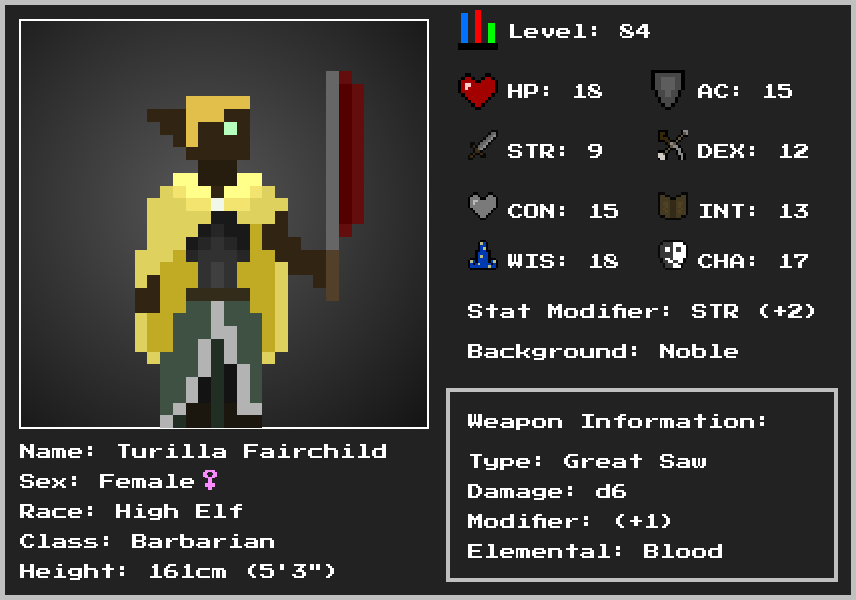 Level: 84
HP: 18 AC: 15
STR: 9 DEX: 12
CON: 15 INT: 13
WIS: 18 CHA: 17
Stat Modifier: STR (+2)
Background: Noble
Weapon Information:
Type: Great Saw
Damage: d6
Modifier: (+1)
Elemental: Blood
Name: Turilla Fairchild
Sex: Female♀
Race: High Elf
Class: Barbarian
Height: 161cm (5'3")